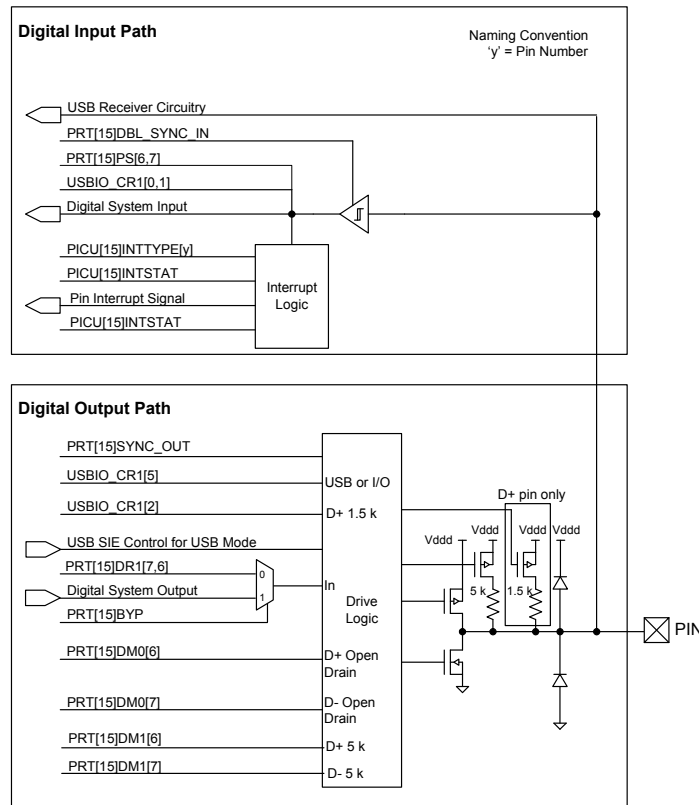 Digital Input Path
Naming Convention
'y' = Pin Number
USB Receiver Circuitry
PRT[15]DBL_SYNC_IN
PRT[15]PS[6,7]
USBIO_CR1[0,1]
Digital System Input
PICU[15]INTTYPE[y]
PICU[15]INTSTAT
Pin Interrupt Signal
PICU[15]INTSTAT
Interrupt
Logic
Digital Output Path
PRT[15]SYNC_OUT
USBIO_CR1[5]
USB or I/O
USBIO_CR1[2]
D+ 1.5 k
D+ pin only
USB SIE Control for USB Mode
Vddd
Vddd
Vddd
Vddd
PRT[15]DR1[7,6]
0
Digital System Output
1
In
5 k
1.5 k
PRT[15]BYP
Drive
Logic
PIN
PRT[15]DM0[6]
D+ Open
Drain
PRT[15]DM0[7]
D- Open
Drain
PRT[15]DM1[6]
D+ 5 k
PRT[15]DM1[7]
D- 5 k